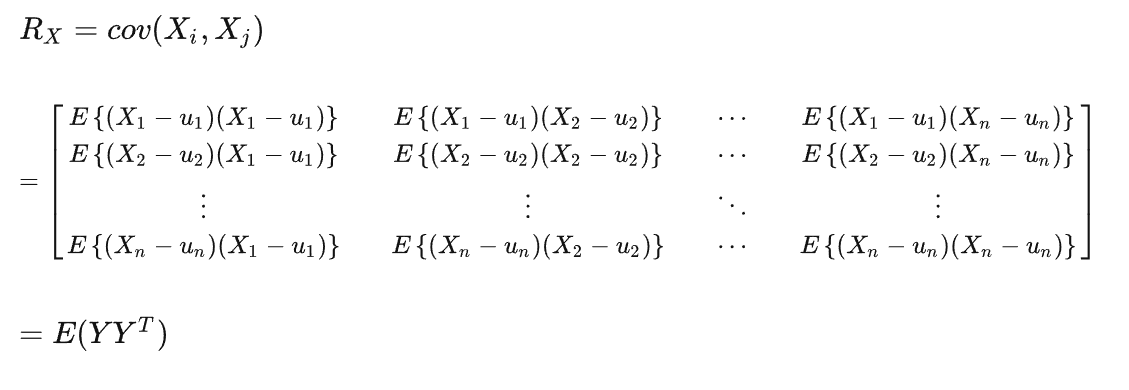 R_X = cov(X_i, X_j)
= [ E{(X_1 − u_1)(X_1 − u_1)} E{(X_1 − u_1)(X_2 − u_2)} ⋯ E{(X_1 − u_1)(X_n − u_n)}
E{(X_2 − u_2)(X_1 − u_1)} E{(X_2 − u_2)(X_2 − u_2)} ⋯ E{(X_2 − u_2)(X_n − u_n)}
⋮ ⋮ ⋱ ⋮
E{(X_n − u_n)(X_1 − u_1)} E{(X_n − u_n)(X_2 − u_2)} ⋯ E{(X_n − u_n)(X_n − u_n)} ]
= E(YY^T)